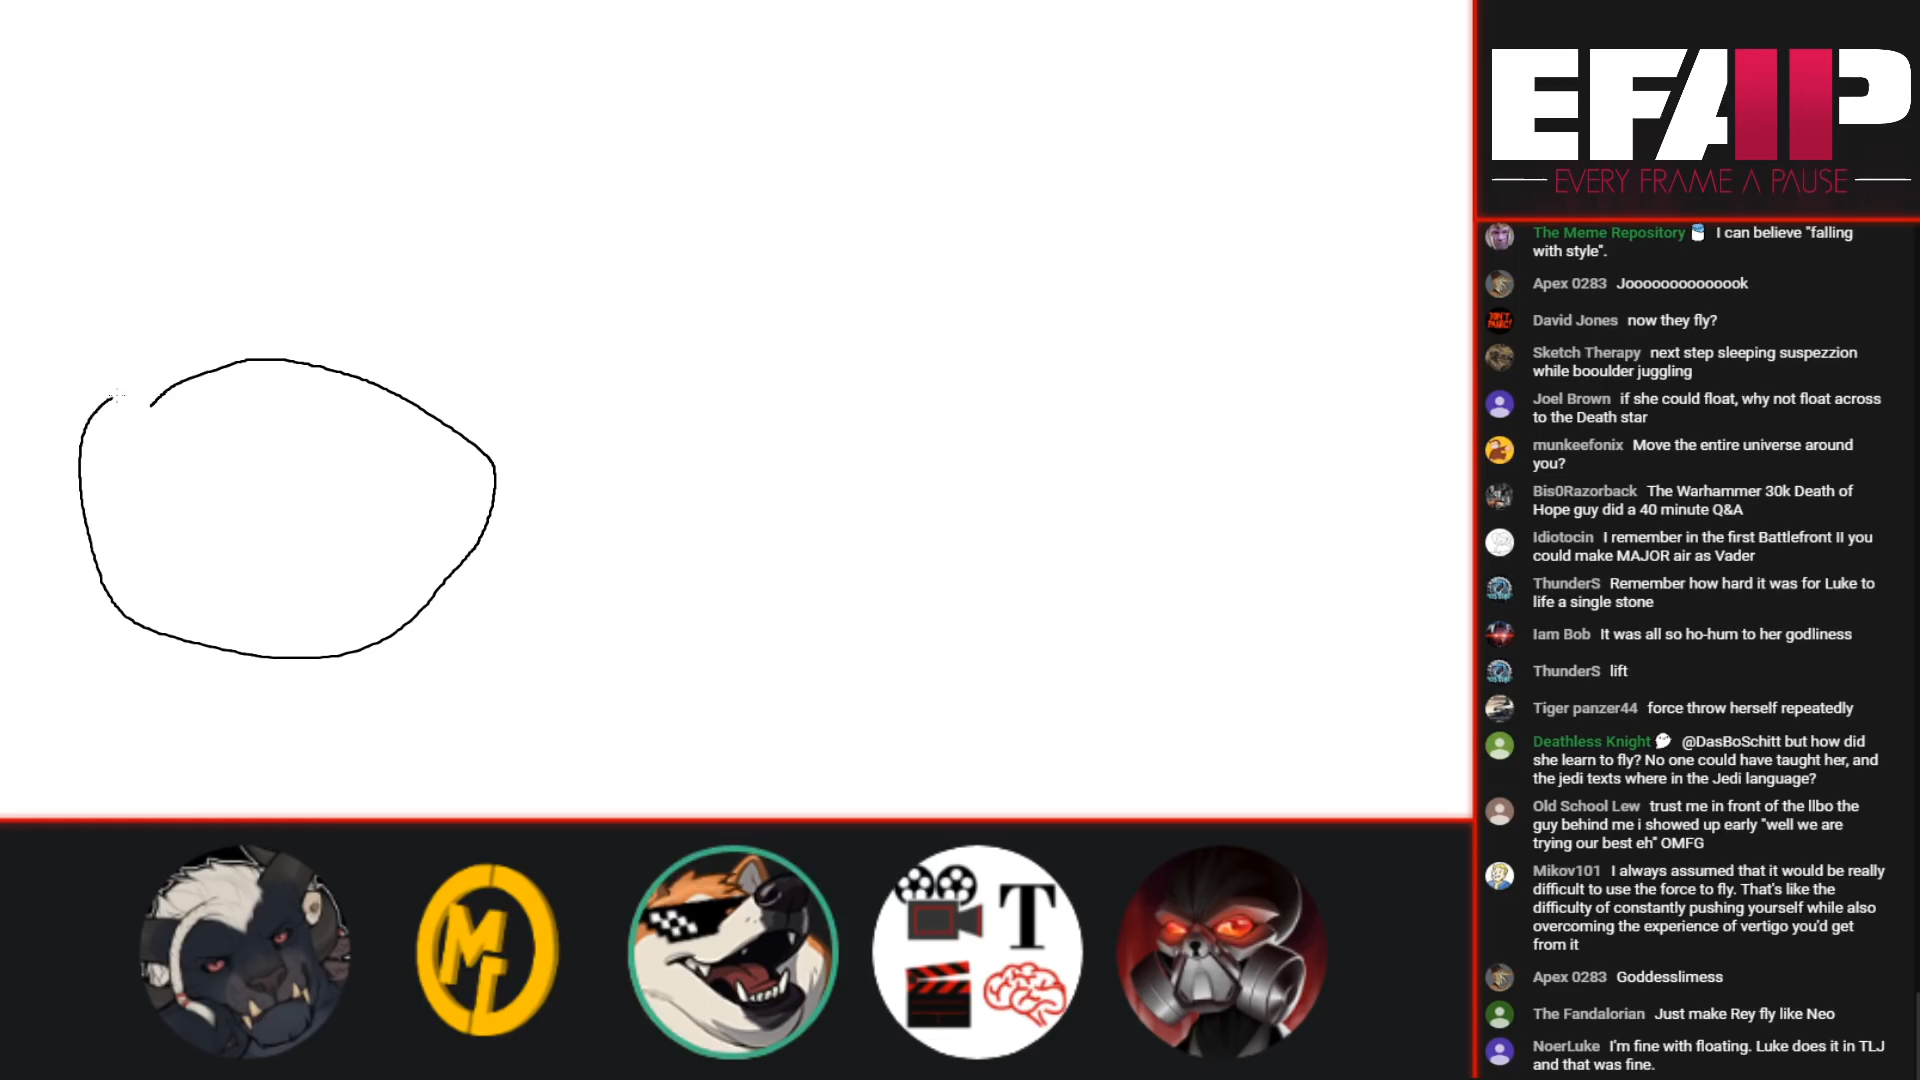 EFAP
EVERY FRAME A PAUSE
The Meme Repository I can believe "falling
with style".
Apex 0283 Jooooooooooooook
David Jones now they fly?
Sketch Therapy next step sleeping suspezzion
while booulder juggling
Joel Brown if she could float, why not float across
to the Death star
munkeefonix Move the entire universe around
you?
Bis0Razorback The Warhammer 30k Death of
Hope guy did a 40 minute Q&A
Idiotocin I remember in the first Battlefront II you
could make MAJOR air as Vader
ThunderS Remember how hard it was for Luke to
life a single stone
Iam Bob It was all so ho-hum to her godliness
ThunderS lift
Tiger panzer44 force throw herself repeatedly
Deathless Knight @DasBoSchitt but how did
she learn to fly? No one could have taught her, and
the jedi texts where in the Jedi language?
Old School Lew trust me in front of the llbo the
guy behind me i showed up early "well we are
trying our best eh" OMFG
Mikov101 I always assumed that it would be really
difficult to use the force to fly. That's like the
difficulty of constantly pushing yourself while also
overcoming the experience of vertigo you'd get
from it
Apex 0283 Goddesslimess
The Fandalorian Just make Rey fly like Neo
NoerLuke I'm fine with floating. Luke does it in TLJ
and that was fine.
T